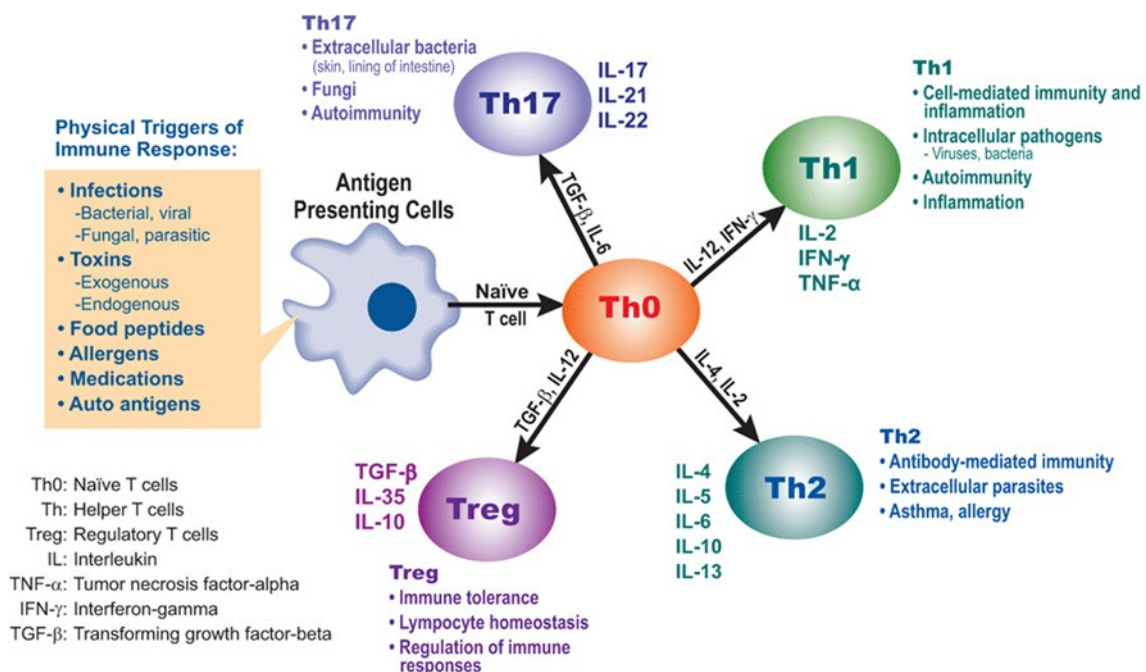 Th17
• Extracellular bacteria
(skin, lining of intestine)
• Fungi
• Autoimmunity
Th17
IL-17
IL-21
IL-22
Th1
• Cell-mediated immunity and
inflammation
• Intracellular pathogens
- Viruses, bacteria
• Autoimmunity
• Inflammation
Th1
IL-2
IFN-γ
TNF-α
Physical Triggers of
Immune Response:
• Infections
-Bacterial, viral
-Fungal, parasitic
• Toxins
-Exogenous
-Endogenous
• Food peptides
• Allergens
• Medications
• Auto antigens
Antigen
Presenting Cells
Naïve
T cell
Th0
TGF-β, IL-6
IL-12, IFN-γ
TGF-β, IL-12
IL-4, IL-2
TGF-β
IL-35
IL-10
Treg
Treg
• Immune tolerance
• Lympocyte homeostasis
• Regulation of immune
responses
IL-4
IL-5
IL-6
IL-10
IL-13
Th2
Th2
• Antibody-mediated immunity
• Extracellular parasites
• Asthma, allergy
Th0: Naïve T cells
Th: Helper T cells
Treg: Regulatory T cells
IL: Interleukin
TNF-α: Tumor necrosis factor-alpha
IFN-γ: Interferon-gamma
TGF-β: Transforming growth factor-beta